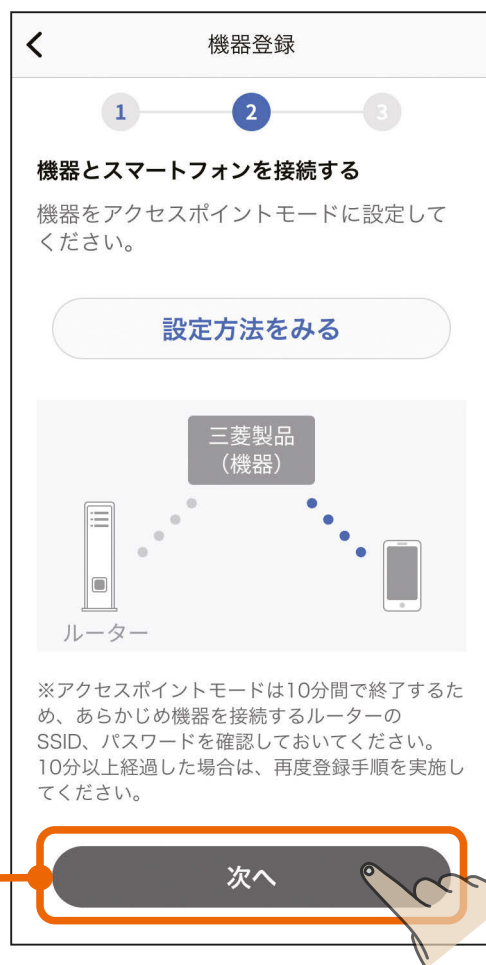 機器登録
1
2
3
機器とスマートフォンを接続する
機器をアクセスポイントモードに設定して
ください。
設定方法をみる
三菱製品
（機器）
ルーター
※アクセスポイントモードは10分間で終了するた
め、あらかじめ機器を接続するルーターの
SSID、パスワードを確認しておいてください。
10分以上経過した場合は、再度登録手順を実施し
てください。
次へ